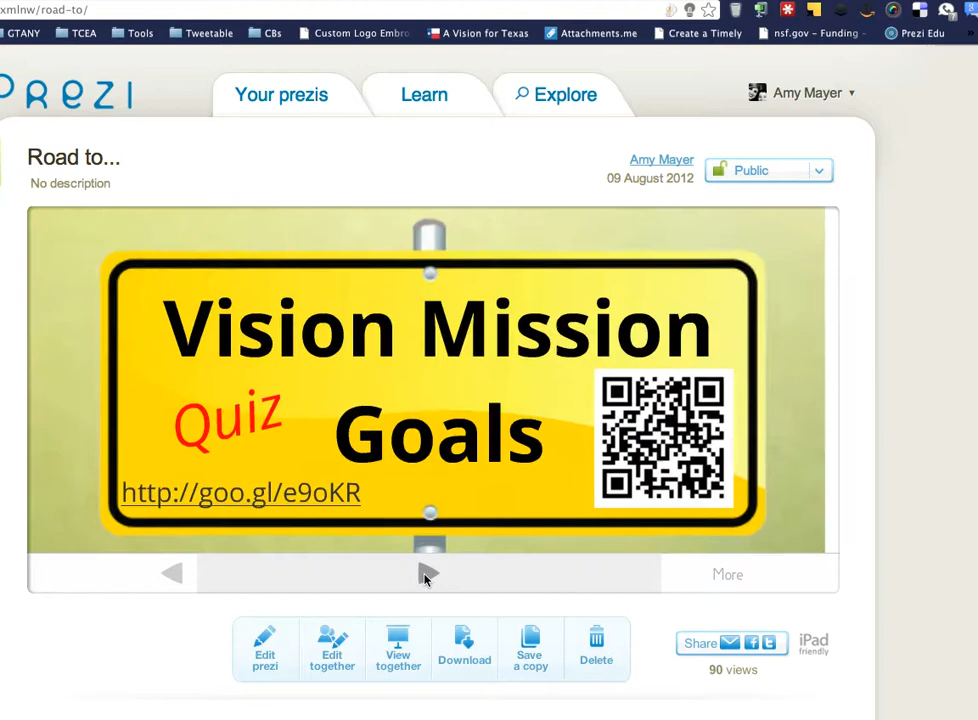 xmlnw/road-to/
GTANY TCEA Tools Tweetable CBs Custom Logo Embro A Vision for Texas Attachments.me Create a Timely nsf.gov - Funding Prezi Edu »
PREZI Your prezis Learn Explore Amy Mayer
Road to...
No description
Amy Mayer
09 August 2012
Public
Vision Mission
Quiz
Goals
http://goo.gl/e9oKR
More
Edit prezi
Edit together
View together
Download
Save a copy
Delete
Share
iPad friendly
90 views